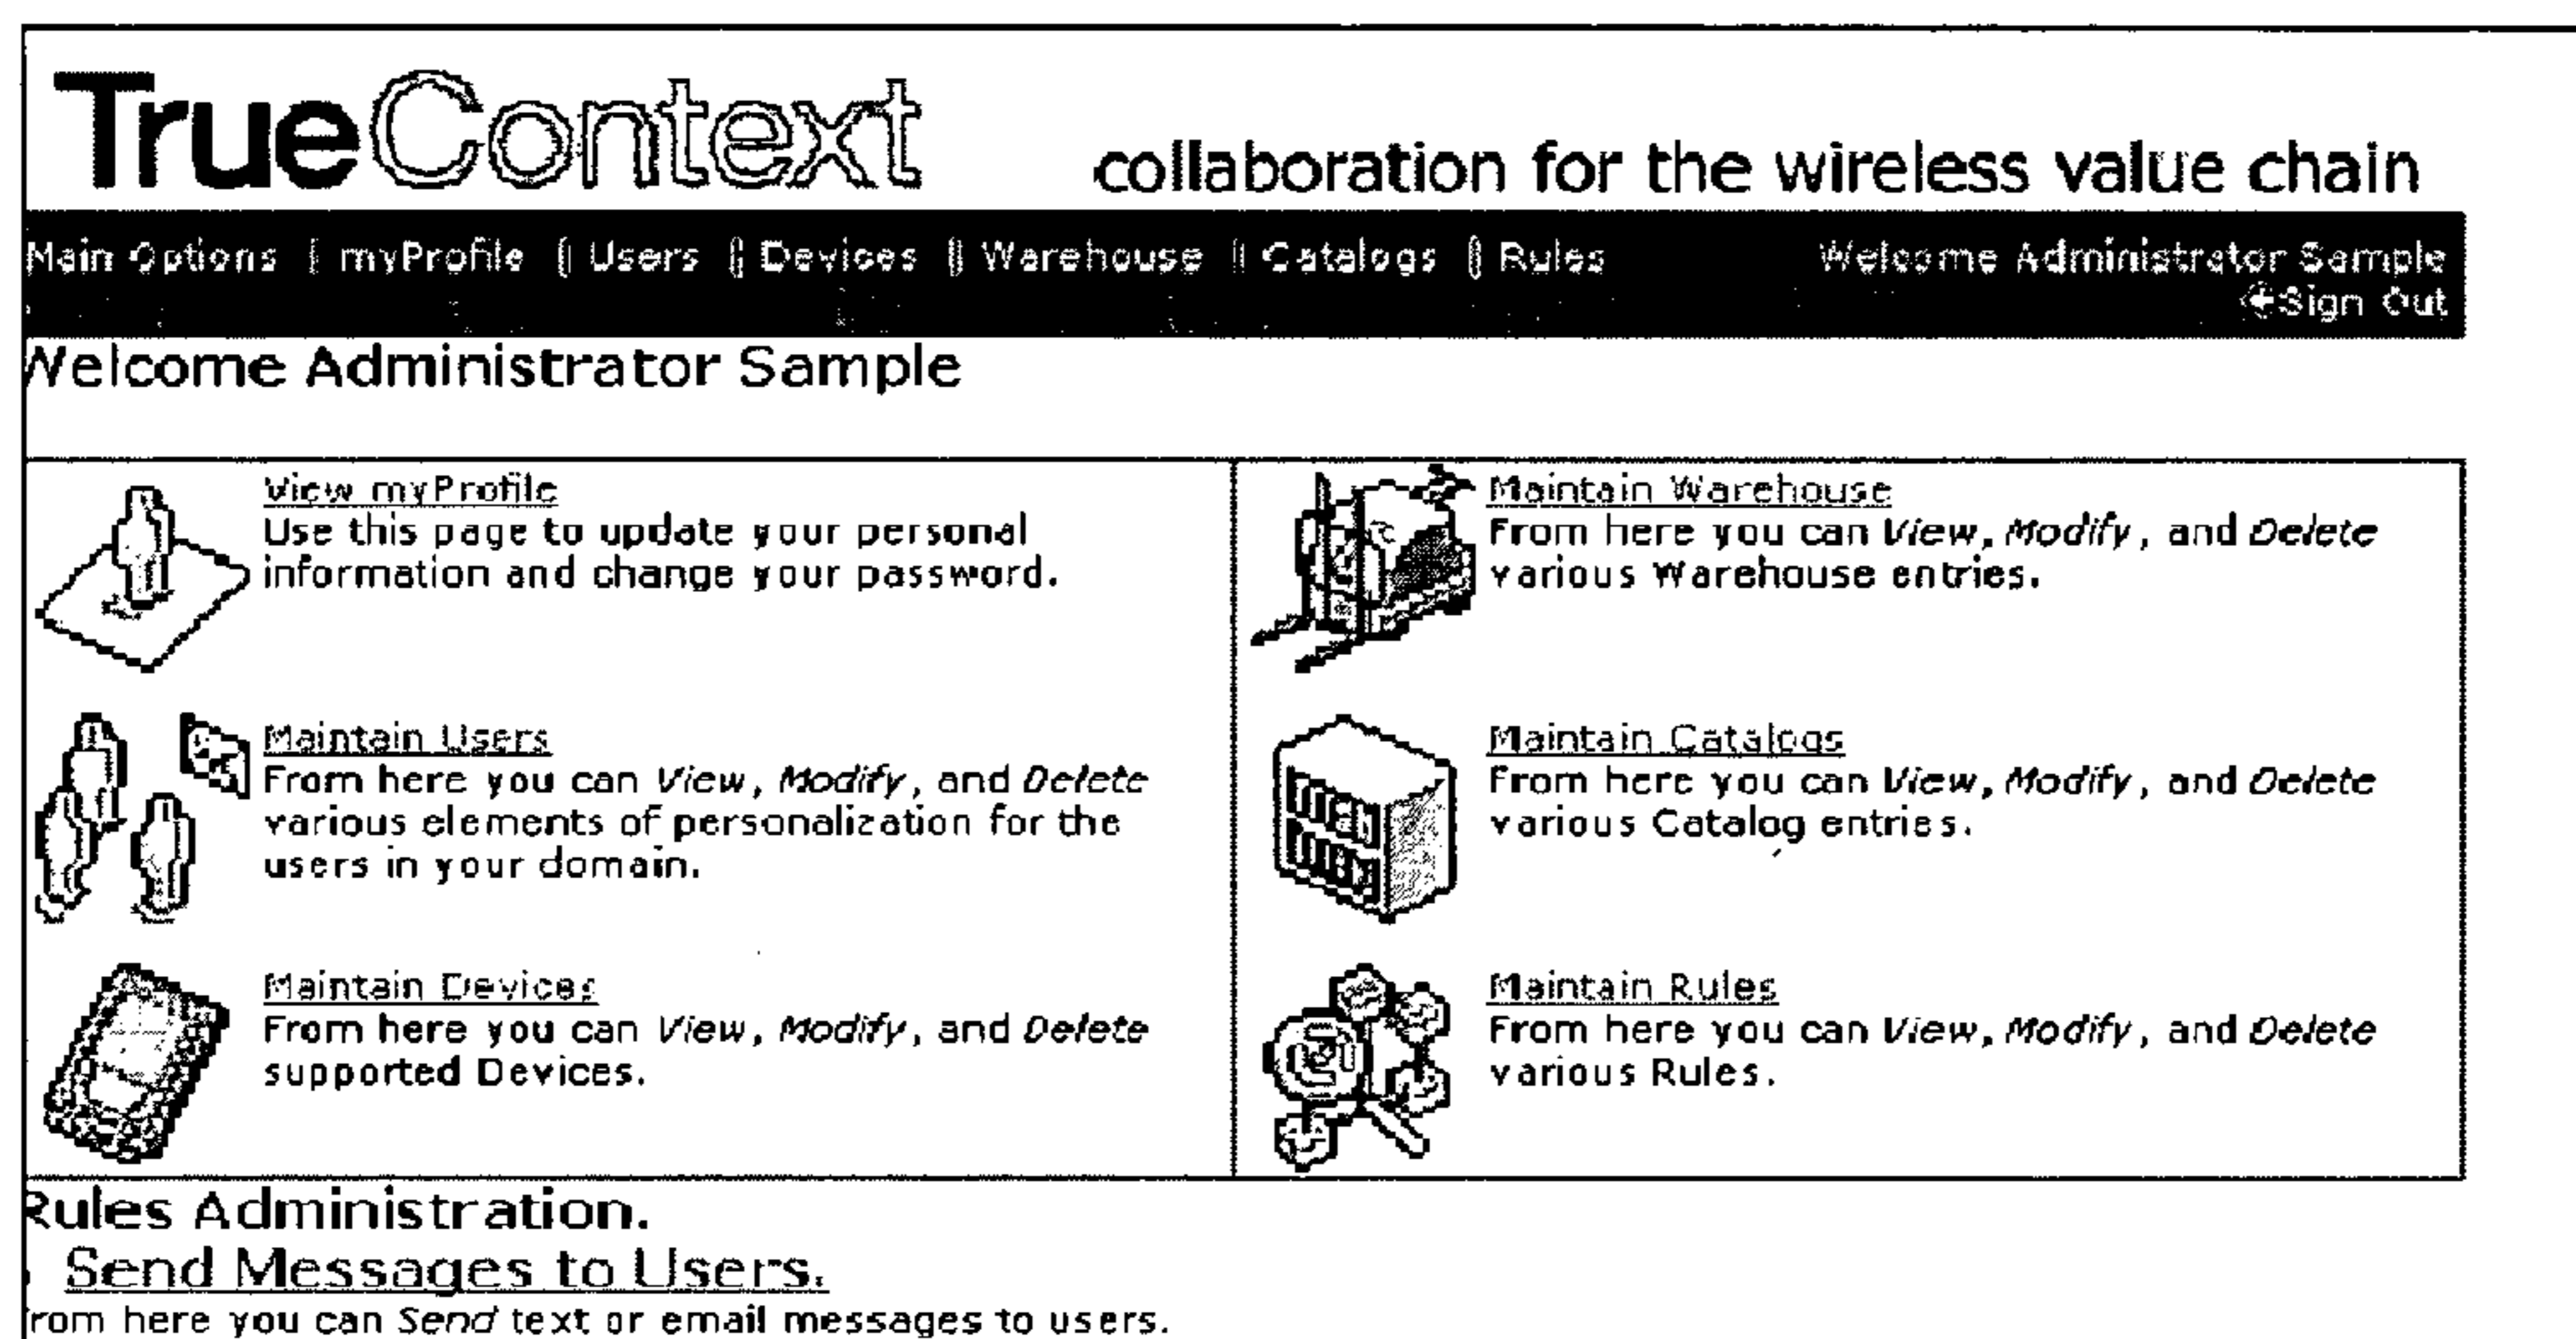 TrueContext
collaboration for the wireless value chain
Main Options | myProfile | Users | Devices | Warehouse | Catalogs | Rules
Welcome Administrator Sample
Sign Out
Welcome Administrator Sample
View myProfile
Use this page to update your personal
information and change your password.
Maintain Users
From here you can View, Modify, and Delete
various elements of personalization for the
users in your domain.
Maintain Devices
From here you can View, Modify, and Delete
supported Devices.
Maintain Warehouse
From here you can View, Modify, and Delete
various Warehouse entries.
Maintain Catalogs
From here you can View, Modify, and Delete
various Catalog entries.
Maintain Rules
From here you can View, Modify, and Delete
various Rules.
Rules Administration.
Send Messages to Users.
From here you can Send text or email messages to users.